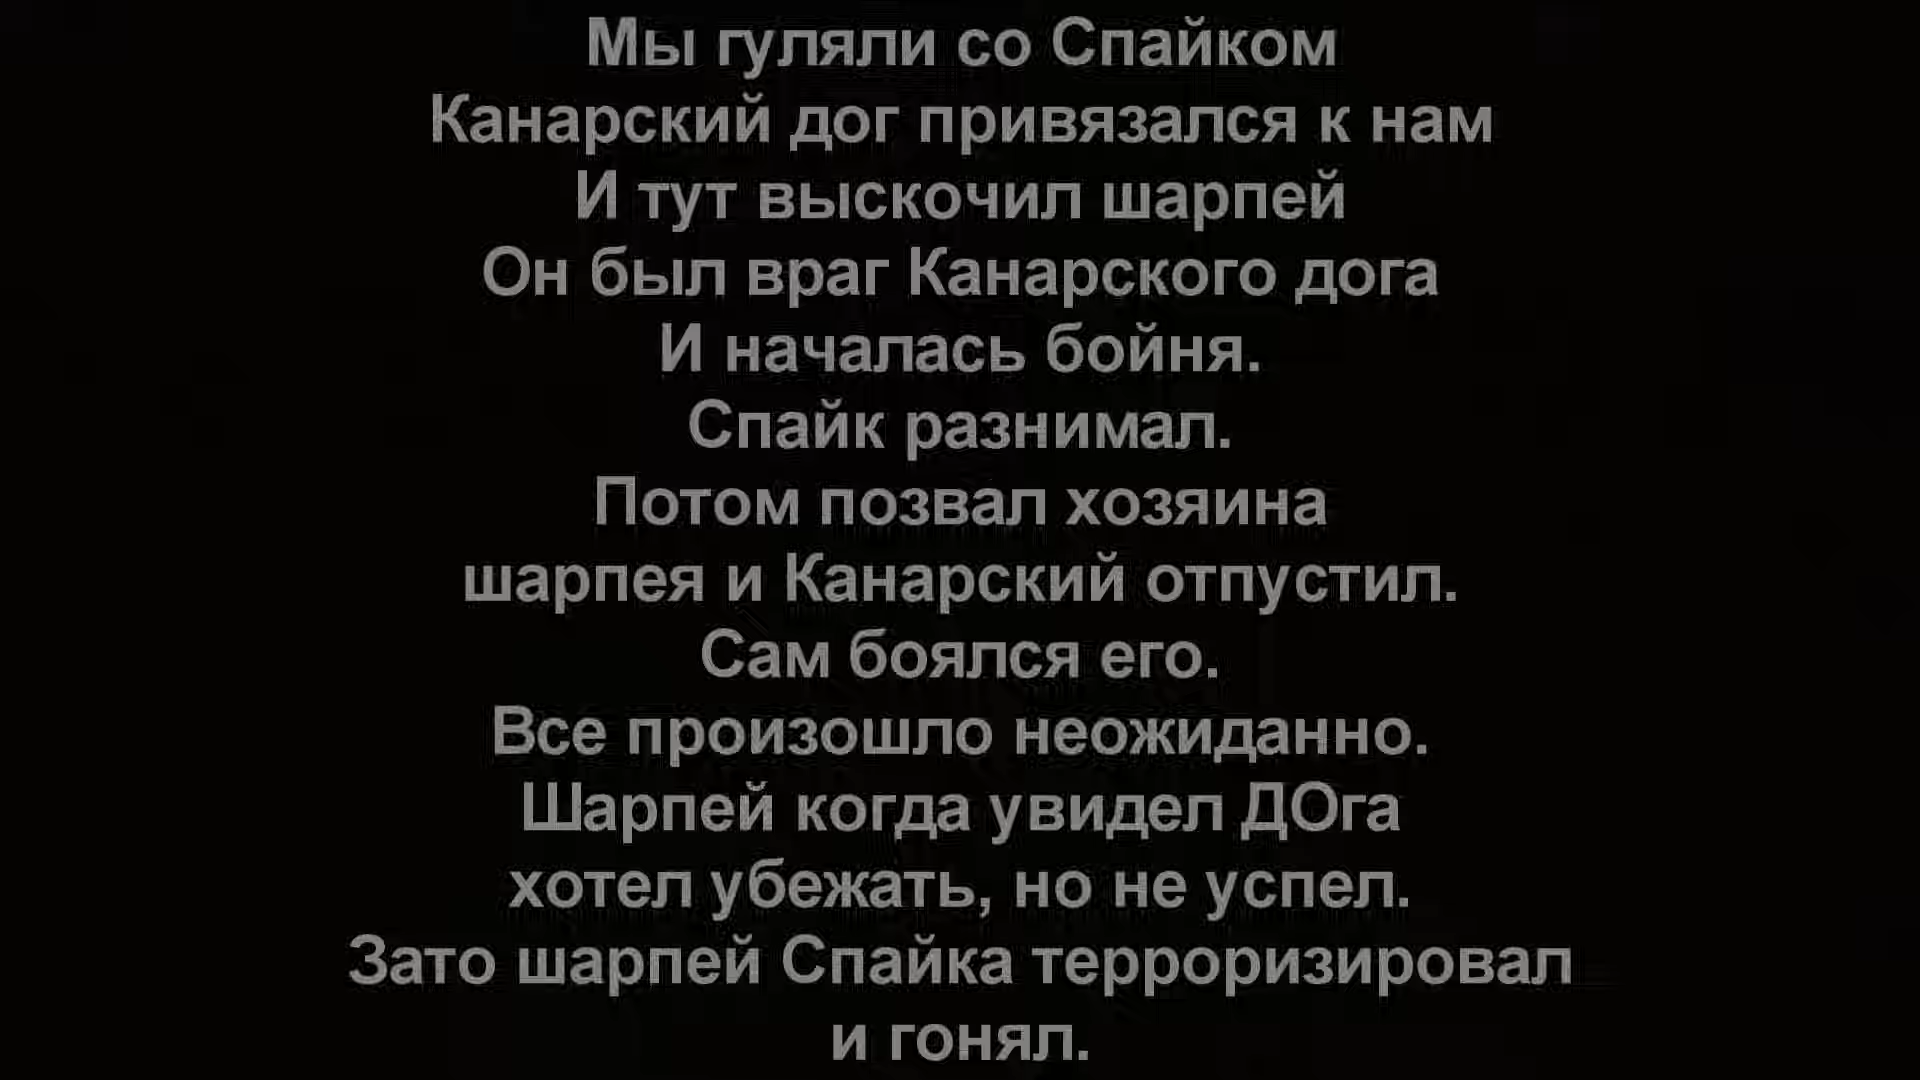 Мы гуляли со Спайком
Канарский дог привязался к нам
И тут выскочил шарпей
Он был враг Канарского дога
И началась бойня.
Спайк разнимал.
Потом позвал хозяина
шарпея и Канарский отпустил.
Сам боялся его.
Все произошло неожиданно.
Шарпей когда увидел ДОга
хотел убежать, но не успел.
Зато шарпей Спайка терроризировал
и гонял.